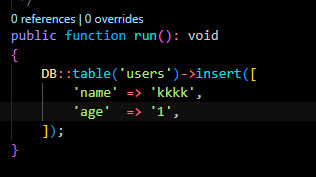 */
0 references | 0 overrides
public function run(): void
{
    DB::table('users')->insert([
        'name' => 'kkkk',
        'age'  => '1',
    ]);
}